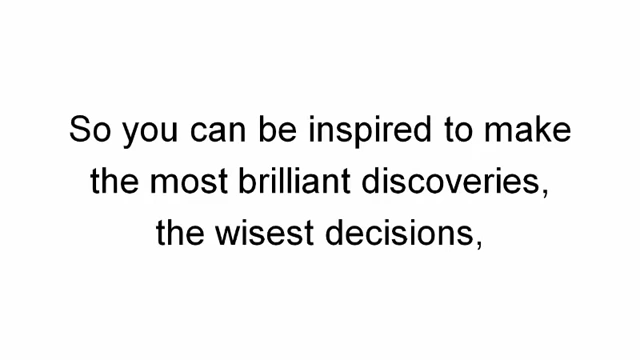 So you can be inspired to make
the most brilliant discoveries,
the wisest decisions,